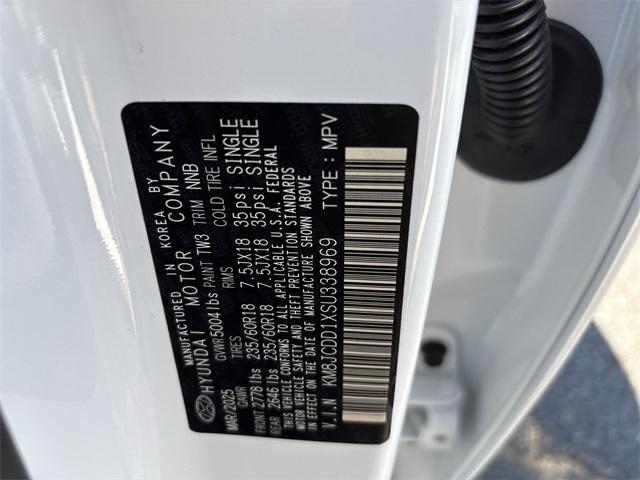 MANUFACTURED IN KOREA BY
HYUNDAI MOTOR COMPANY
MAR/2025 GVWR5004lbs PAINT TW3 TRIM NNB
GAWR TIRES RIMS COLD TIRE INFL
FRONT 2778 lbs 235/60R18 7.5JX18 35psi SINGLE
REAR 2646 lbs 235/60R18 7.5JX18 35psi SINGLE
THIS VEHICLE CONFORMS TO ALL APPLICABLE U.S.A. FEDERAL
MOTOR VEHICLE SAFETY AND THEFT PREVENTION STANDARDS
IN EFFECT ON THE DATE OF MANUFACTURE SHOWN ABOVE.
V.I.N KM8JCDD1XSU338969 TYPE : MPV